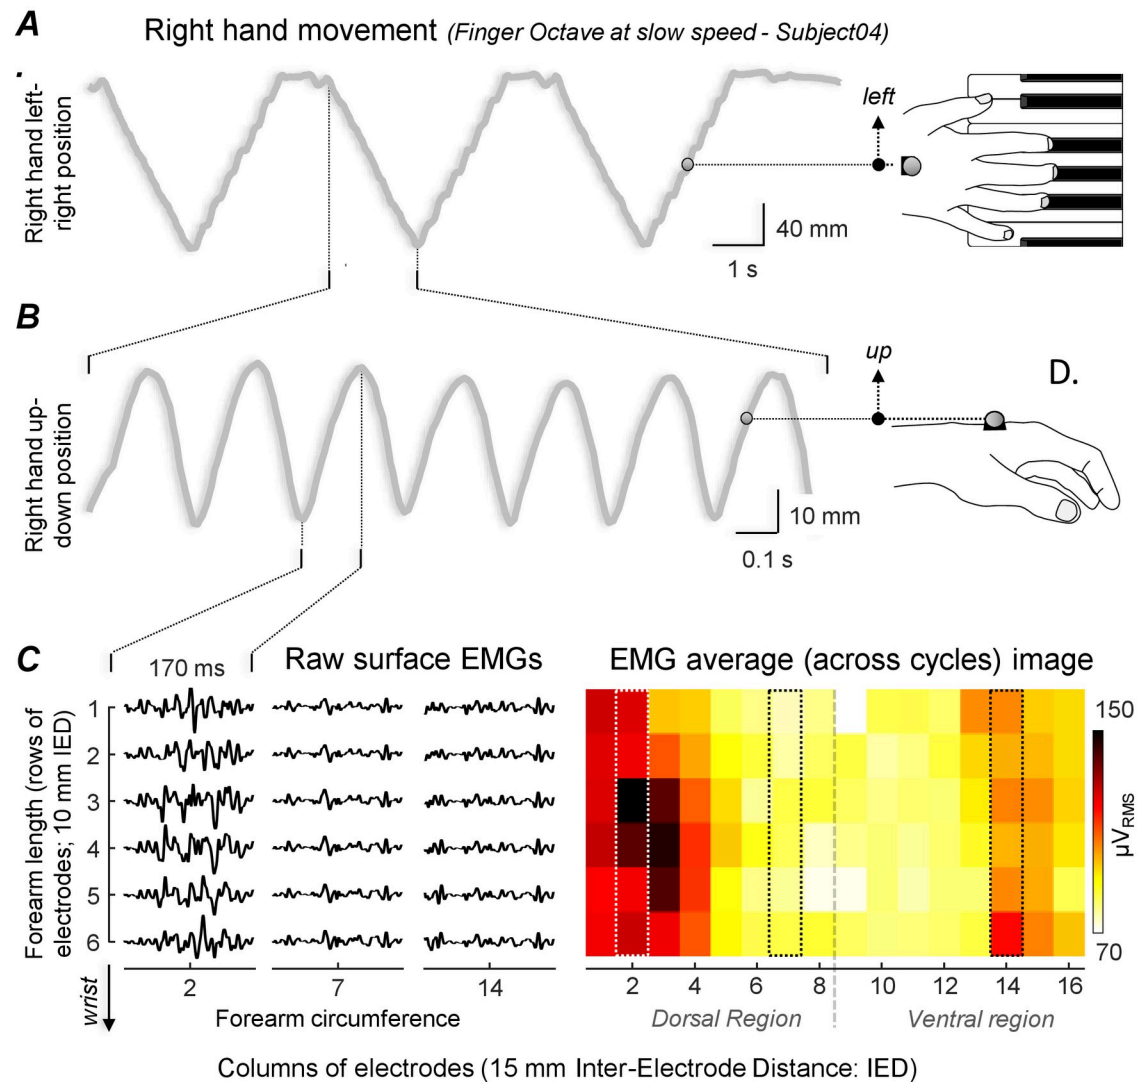 A
Right hand movement (Finger Octave at slow speed - Subject04)
Right hand left-
right position
left
40 mm
1 s
B
Right hand up-
down position
up
D.
10 mm
0.1 s
C
170 ms
Raw surface EMGs
EMG average (across cycles) image
Forearm length (rows of
electrodes; 10 mm IED)
1
2
3
4
5
6
150
µV RMS
70
wrist
2 7 14
2 4 6 8 10 12 14 16
Forearm circumference
Dorsal Region
Ventral region
Columns of electrodes (15 mm Inter-Electrode Distance: IED)